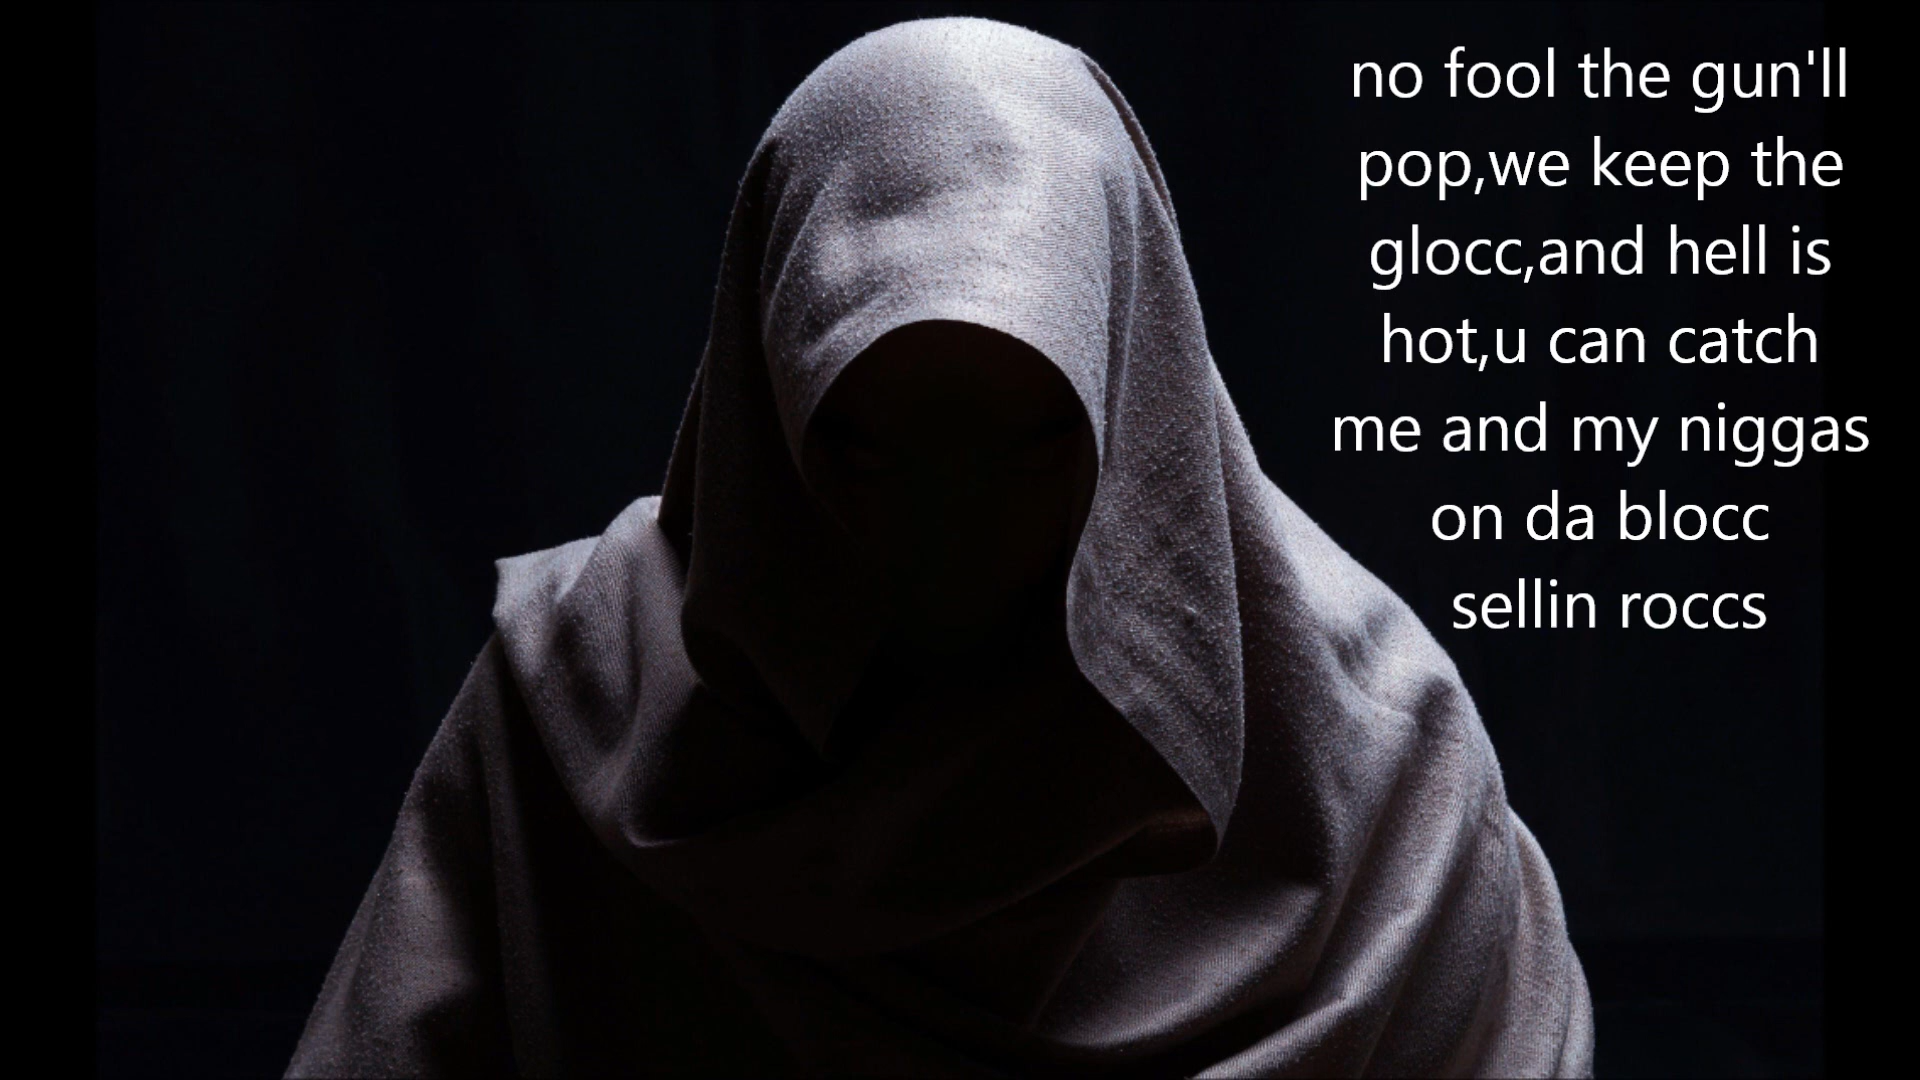 no fool the gun'll
pop,we keep the
glocc,and hell is
hot,u can catch
me and my niggas
on da blocc
sellin roccs